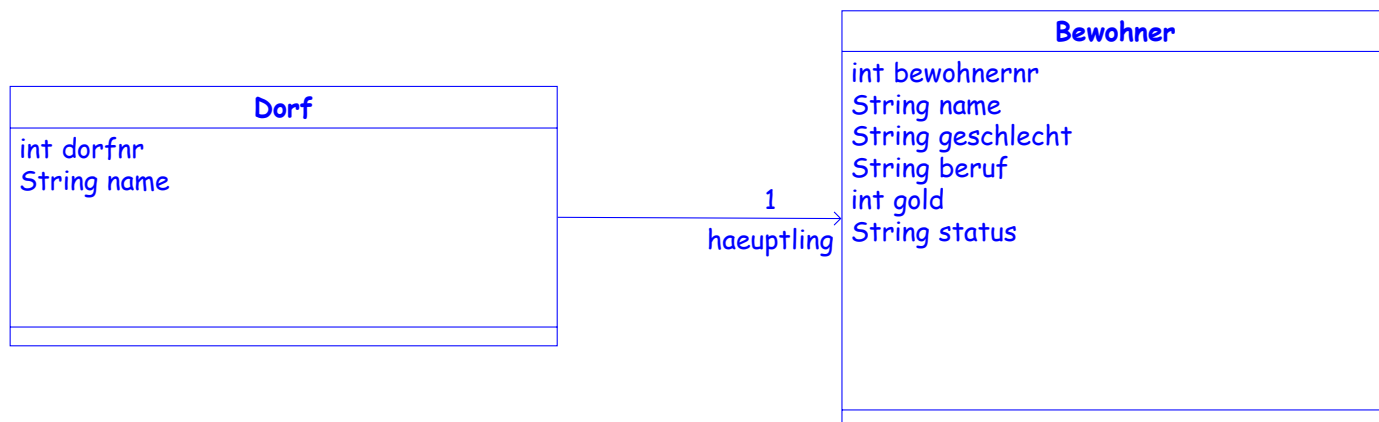 Dorf
int dorfnr
String name
1
haeuptling
Bewohner
int bewohnernr
String name
String geschlecht
String beruf
int gold
String status